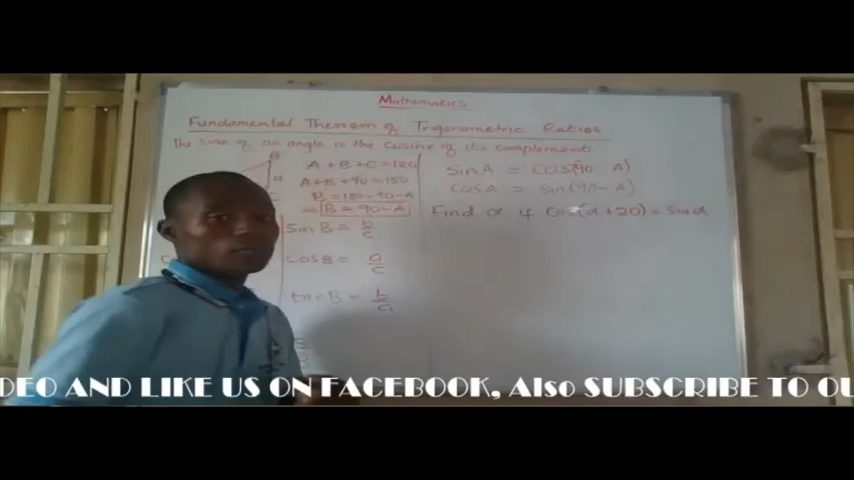 Mathematics
Fundamental Theorem of Trigonometric Ratios
The sine of an angle is the cosine of its complement
B
A + B + C = 180
A + B + 90 = 180
B = 180 - 90 - A
⇒ B = 90 - A
a
C
sin B = b/c
cos B = a/c
tan B = b/a
sin A = cos(90 - A)
cos A = sin(90 - A)
Find α if cos(α + 20) = sin α
DEO AND LIKE US ON FACEBOOK, Also SUBSCRIBE TO OU